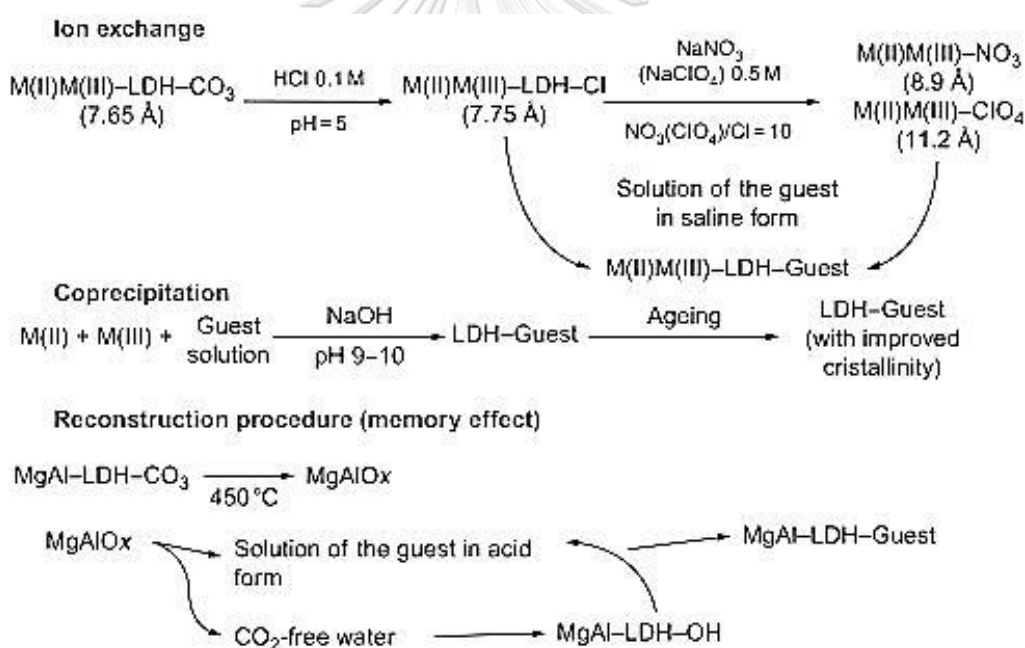 Ion exchange
M(II)M(III)–LDH–CO₃
(7.65 Å)
HCl 0.1 M
pH = 5
M(II)M(III)–LDH–Cl
(7.75 Å)
NaNO₃
(NaClO₄) 0.5 M
NO₃(ClO₄)/Cl = 10
M(II)M(III)–NO₃
(8.9 Å)
M(II)M(III)–ClO₄
(11.2 Å)
Solution of the guest
in saline form
M(II)M(III)–LDH–Guest
Coprecipitation
M(II) + M(III) +
Guest
solution
NaOH
pH 9–10
LDH–Guest
Ageing
LDH–Guest
(with improved
cristallinity)
Reconstruction procedure (memory effect)
MgAl–LDH–CO₃
450 °C
MgAlOx
MgAlOx
Solution of the guest in acid
form
MgAl–LDH–Guest
CO₂-free water
MgAl–LDH–OH